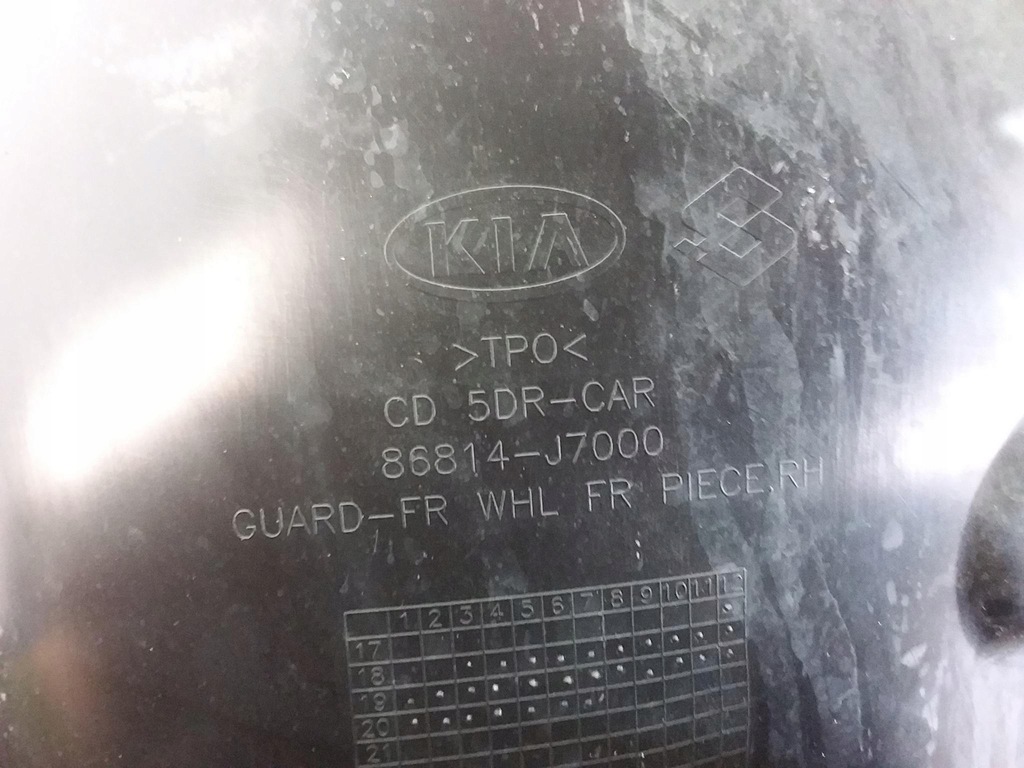 KIA
>TPO<
CD 5DR-CAR
86814-J7000
GUARD-FR WHL FR PIECE,RH
1 2 3 4 5 6 7 8 9 10 11 12
17
18
19
20
21